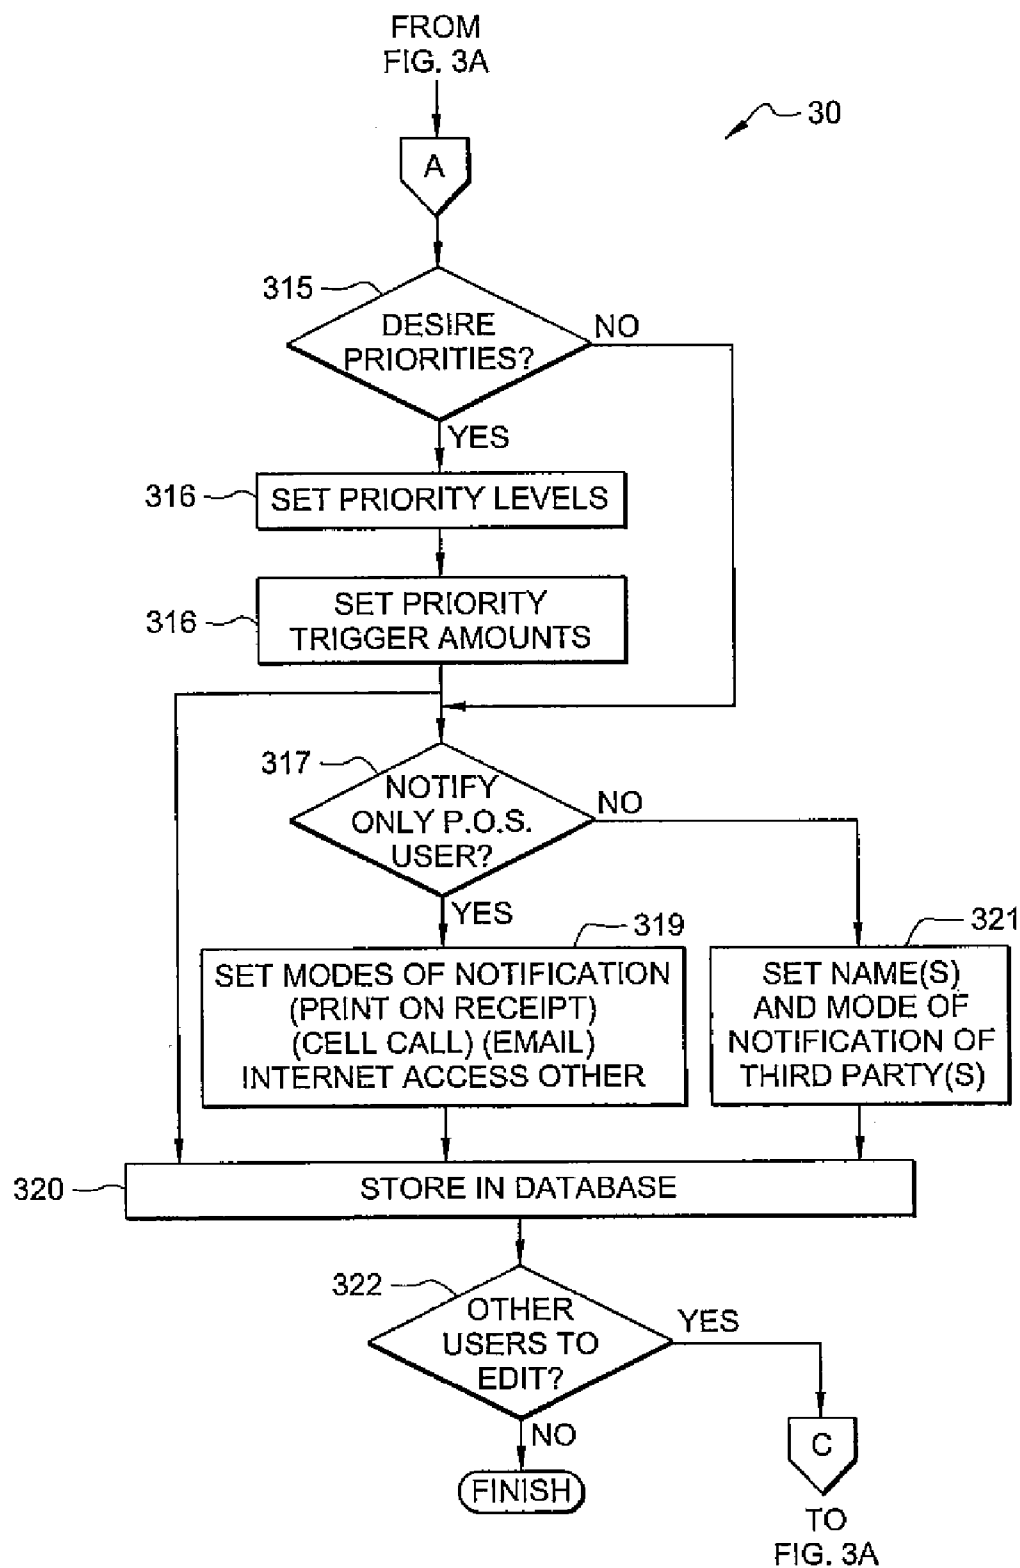 FROM
FIG. 3A
30
A
315
DESIRE
PRIORITIES?
NO
YES
316
SET PRIORITY LEVELS
316
SET PRIORITY
TRIGGER AMOUNTS
317
NOTIFY
ONLY P.O.S.
USER?
NO
YES
319
SET MODES OF NOTIFICATION
(PRINT ON RECEIPT)
(CELL CALL) (EMAIL)
INTERNET ACCESS OTHER
321
SET NAME(S)
AND MODE OF
NOTIFICATION OF
THIRD PARTY(S)
320
STORE IN DATABASE
322
OTHER
USERS TO
EDIT?
YES
NO
FINISH
C
TO
FIG. 3A